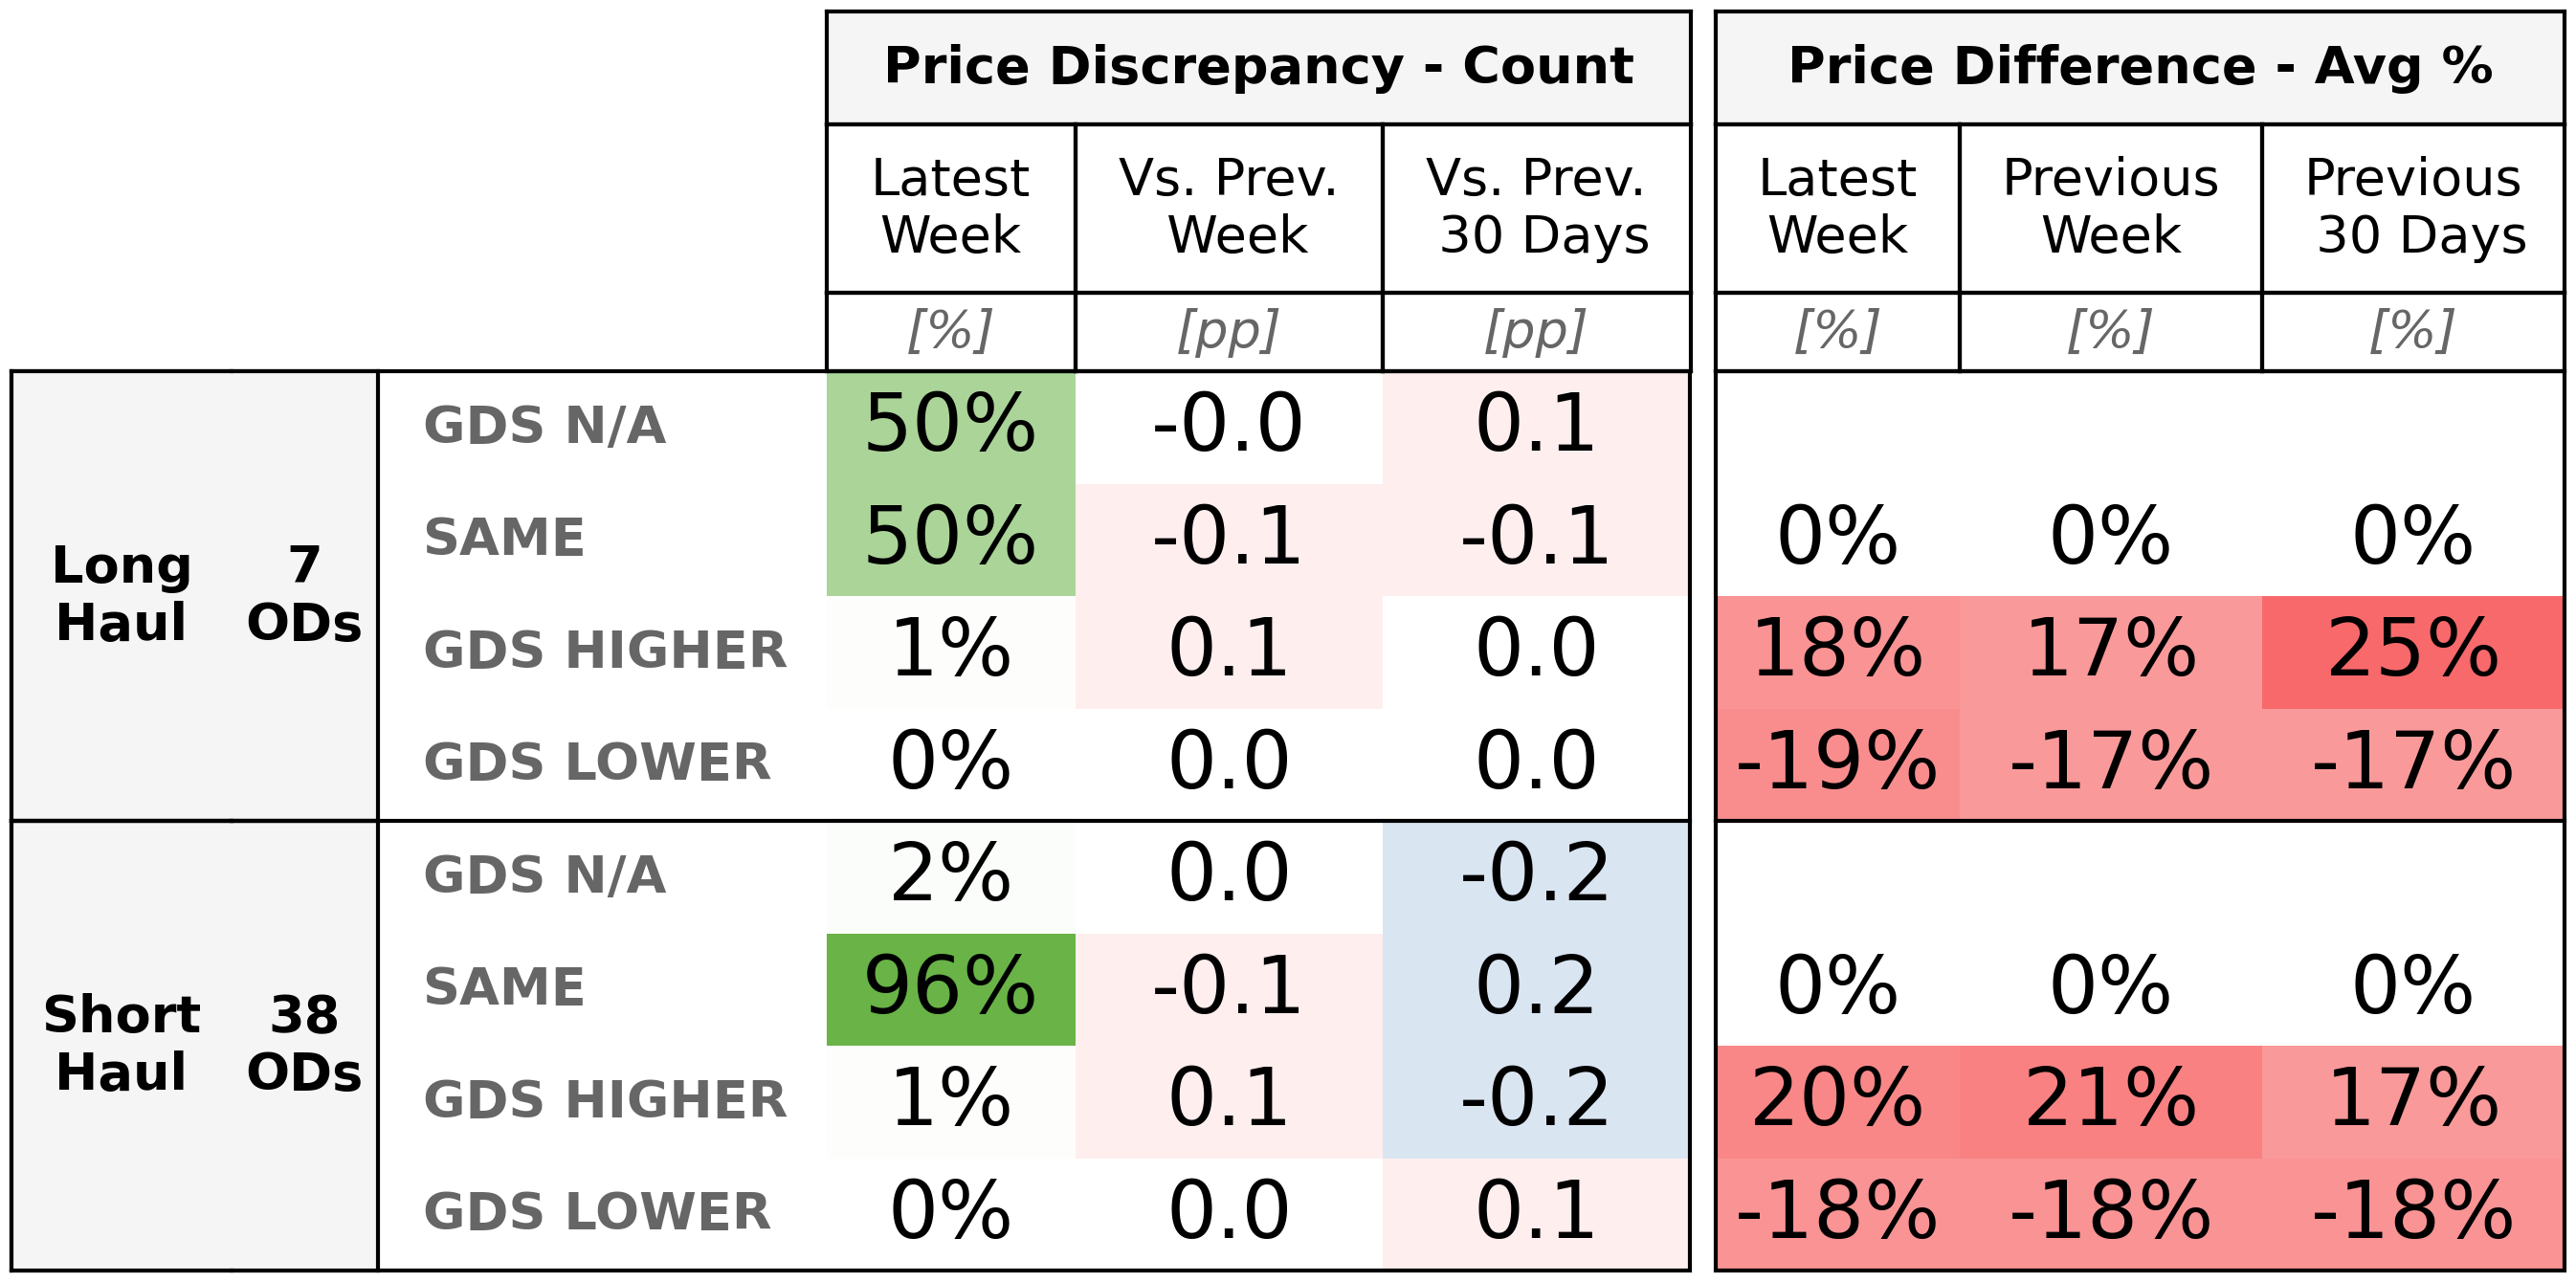 Price Discrepancy - Count Price Difference - Avg %
Latest Week Vs. Prev. Week Vs. Prev. 30 Days Latest Week Previous Week Previous 30 Days
[%] [pp] [pp] [%] [%] [%]
Long Haul 7 ODs
GDS N/A 50% -0.0 0.1
SAME 50% -0.1 -0.1 0% 0% 0%
GDS HIGHER 1% 0.1 0.0 18% 17% 25%
GDS LOWER 0% 0.0 0.0 -19% -17% -17%
Short Haul 38 ODs
GDS N/A 2% 0.0 -0.2
SAME 96% -0.1 0.2 0% 0% 0%
GDS HIGHER 1% 0.1 -0.2 20% 21% 17%
GDS LOWER 0% 0.0 0.1 -18% -18% -18%